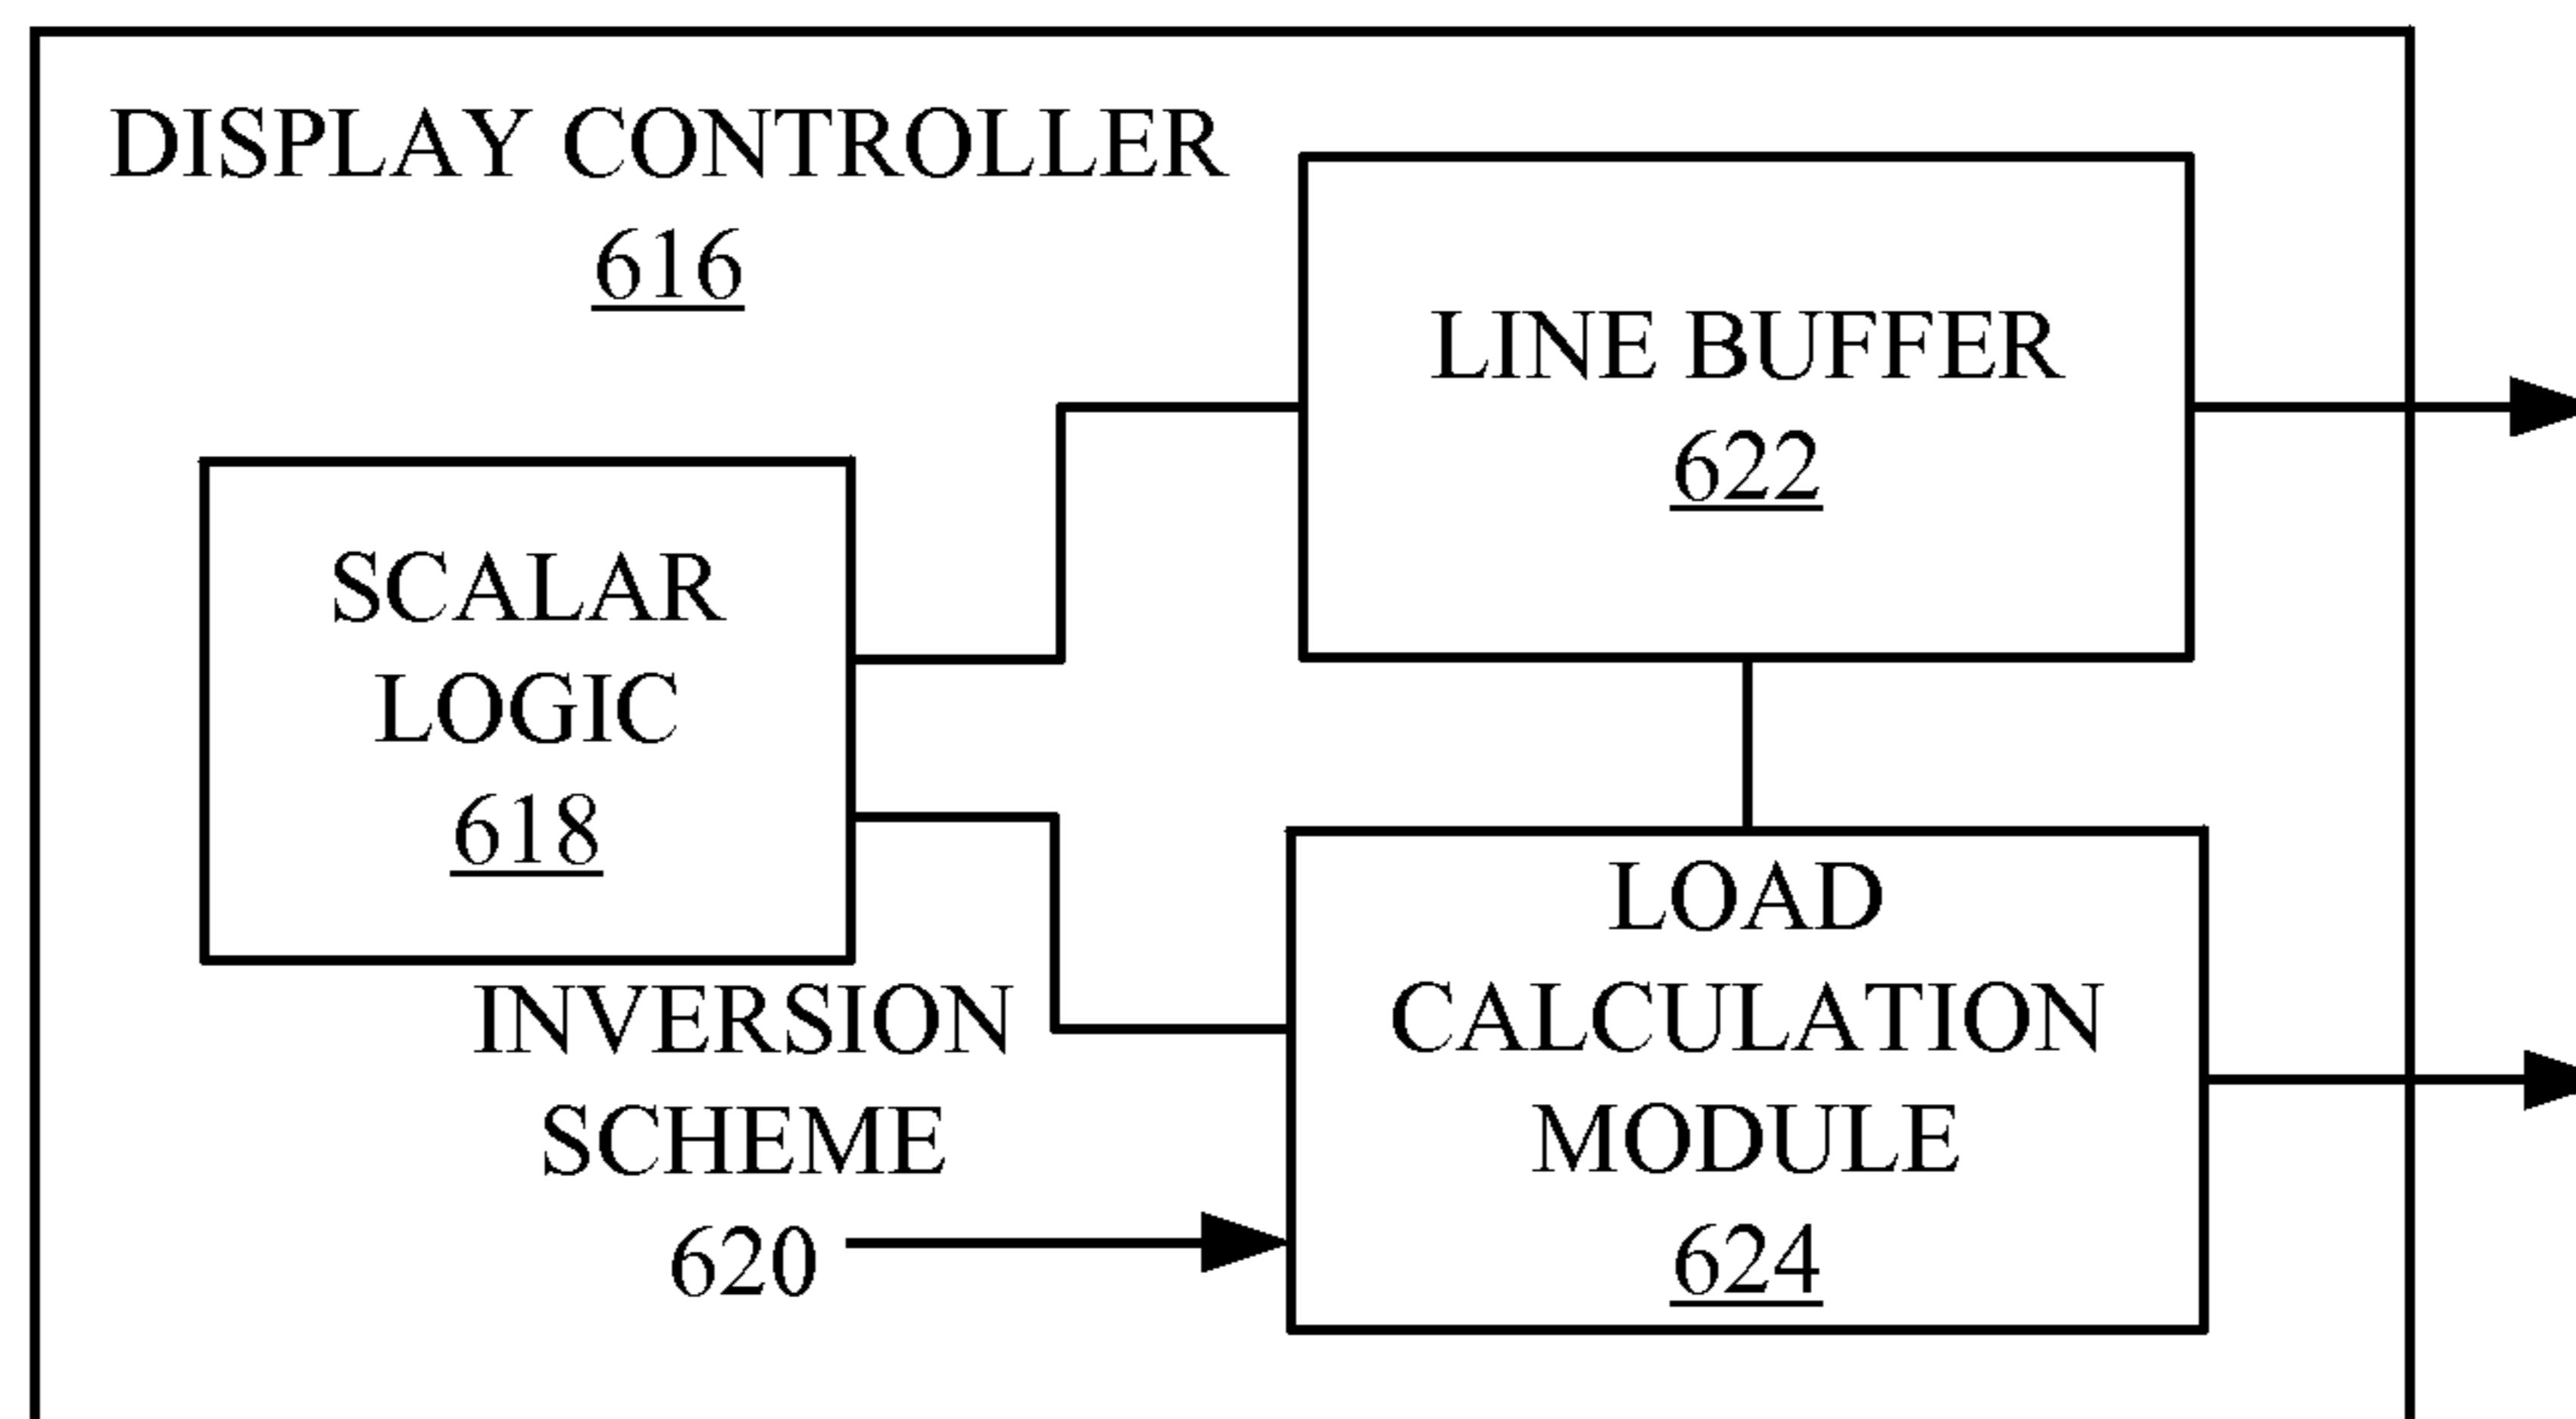 DISPLAY CONTROLLER
616
LINE BUFFER
622
SCALAR
LOGIC
618
INVERSION
SCHEME
620
LOAD
CALCULATION
MODULE
624